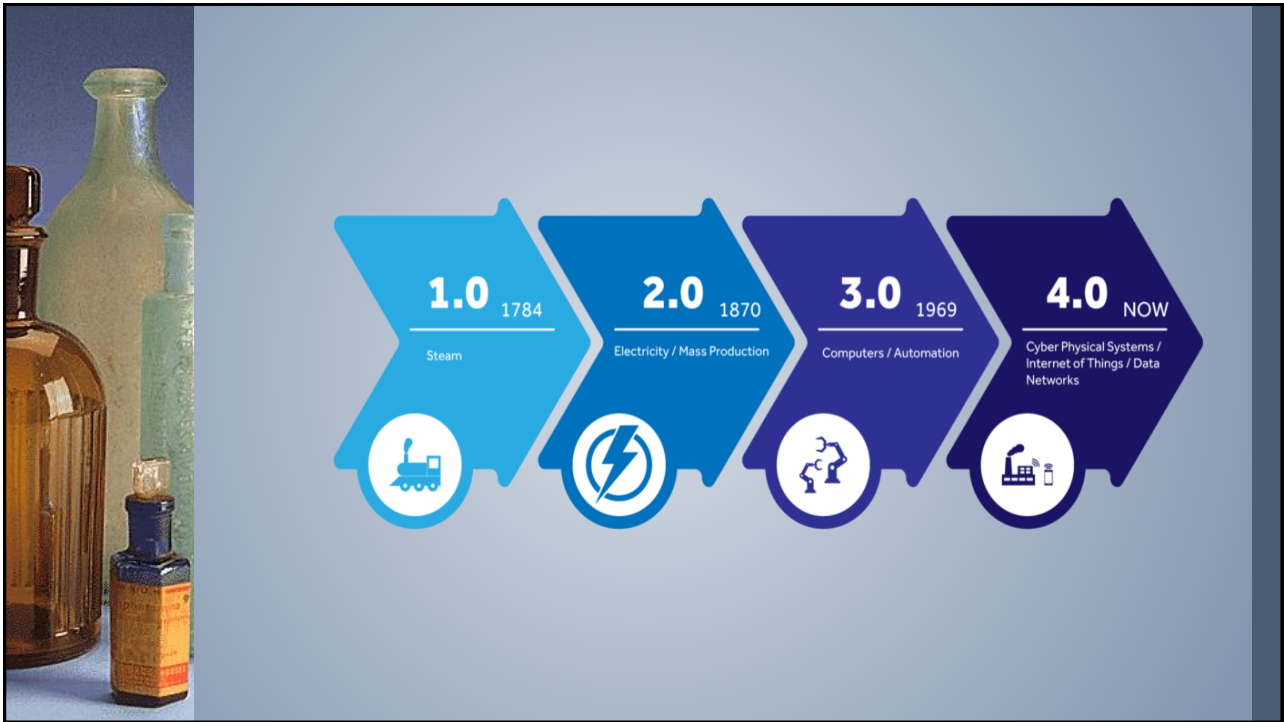 1.0 1784
Steam
2.0 1870
Electricity / Mass Production
3.0 1969
Computers / Automation
4.0 NOW
Cyber Physical Systems /
Internet of Things / Data
Networks